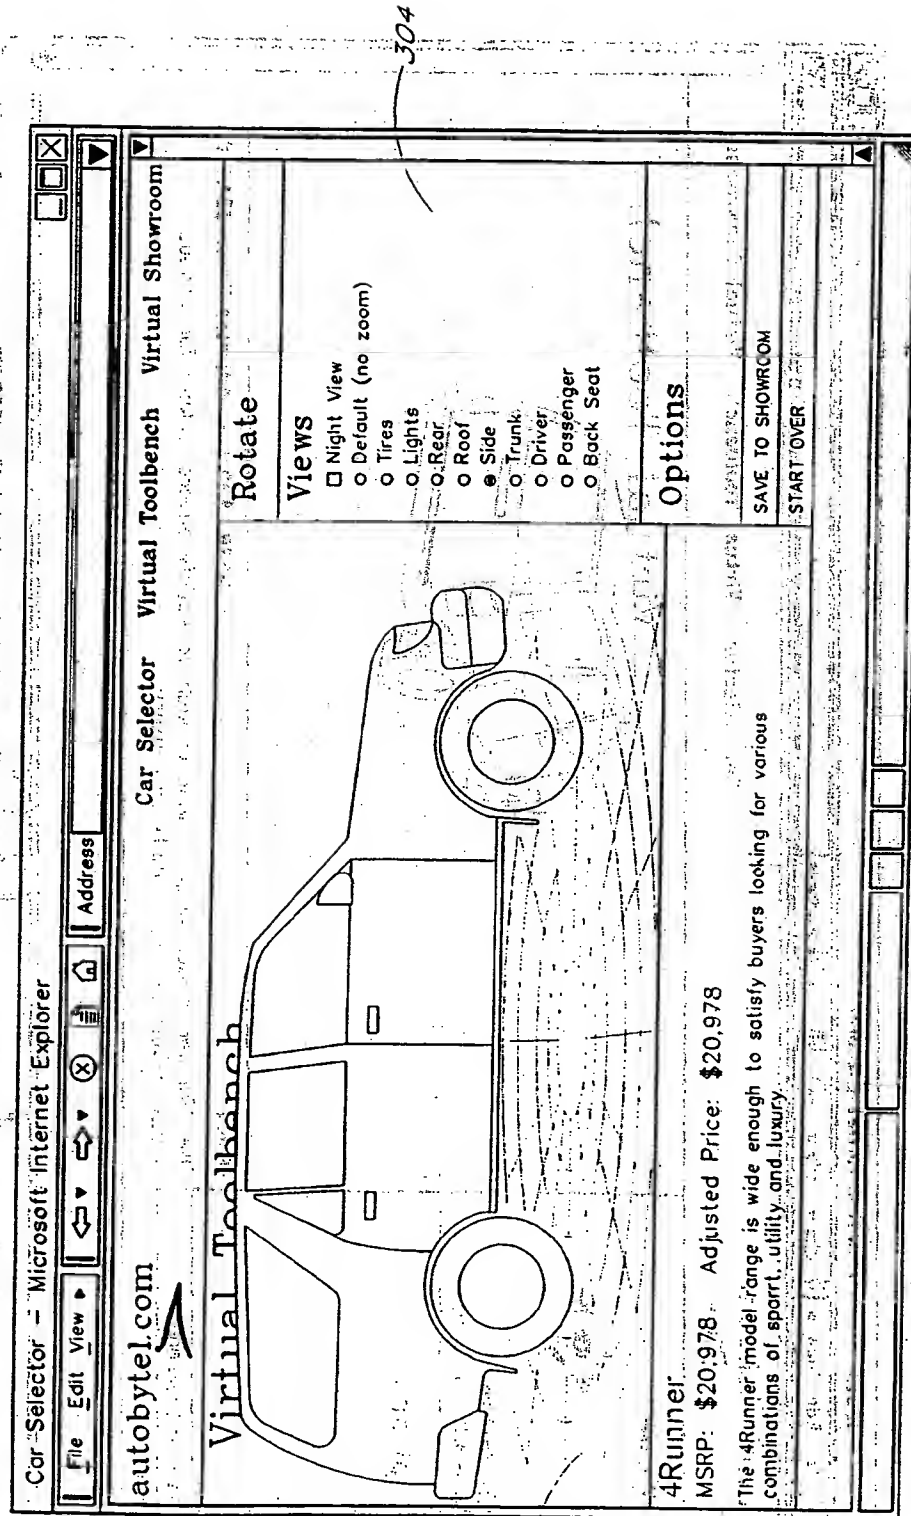 304
Car Selector - Microsoft Internet Explorer
File Edit View
Address
autobytel.com
Car Selector Virtual Toolbench Virtual Showroom
Virtual Toolbench
Rotate
Views
Night View
Default (no zoom)
Tires
Lights
Rear
Roof
Side
Trunk
Driver
Passenger
Back Seat
Options
SAVE TO SHOWROOM
START OVER
4Runner
MSRP: $20,978 Adjusted Price: $20,978
The 4Runner model range is wide enough to satisfy buyers looking for various
combinations of sporrt, utility and luxury